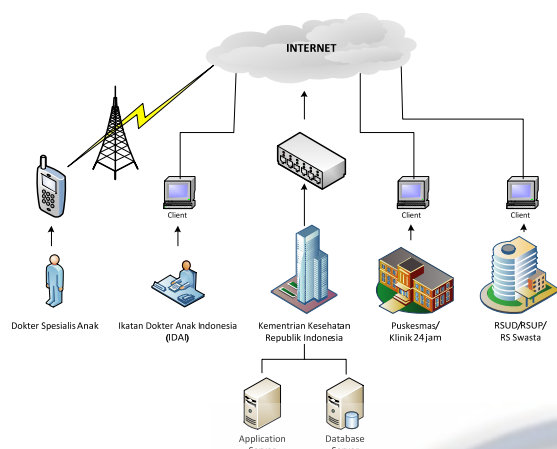 INTERNET
Client
Client
Client
Dokter Spesialis Anak
Ikatan Dokter Anak Indonesia
(IDAI)
Kementrian Kesehatan
Republik Indonesia
Puskesmas/
Klinik 24 jam
RSUD/RSUP/
RS Swasta
Application
Database